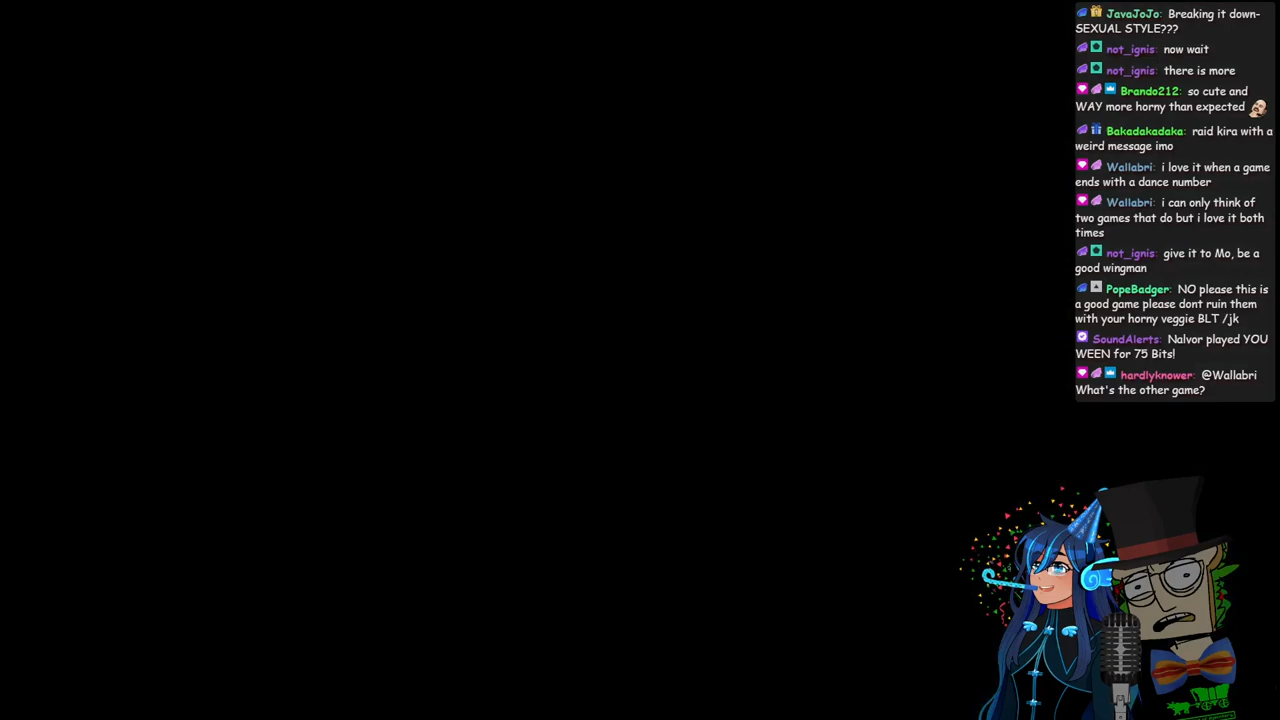 JavaJoJo: Breaking it down-
SEXUAL STYLE???
not_ignis: now wait
not_ignis: there is more
Brando212: so cute and
WAY more horny than expected
Bakadakadaka: raid kira with a
weird message imo
Wallabri: i love it when a game
ends with a dance number
Wallabri: i can only think of
two games that do but i love it both
times
not_ignis: give it to Mo, be a
good wingman
PopeBadger: NO please this is
a good game please dont ruin them
with your horny veggie BLT /jk
SoundAlerts: Nalvor played YOU
WEEN for 75 Bits!
hardlyknower: @Wallabri
What's the other game?